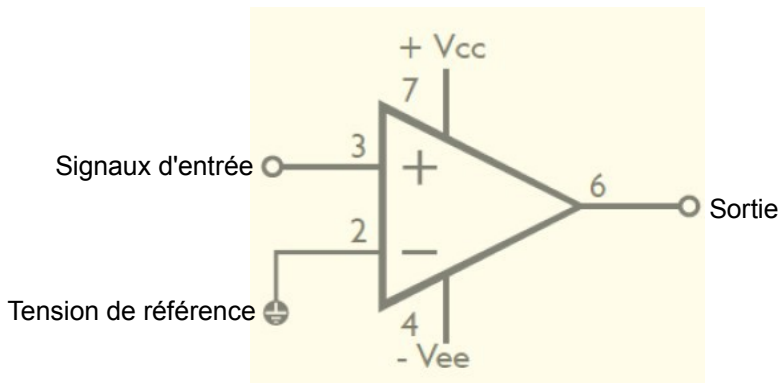 + Vcc
7
3
Signaux d'entrée
+
6
Sortie
2
−
Tension de référence
4
- Vee